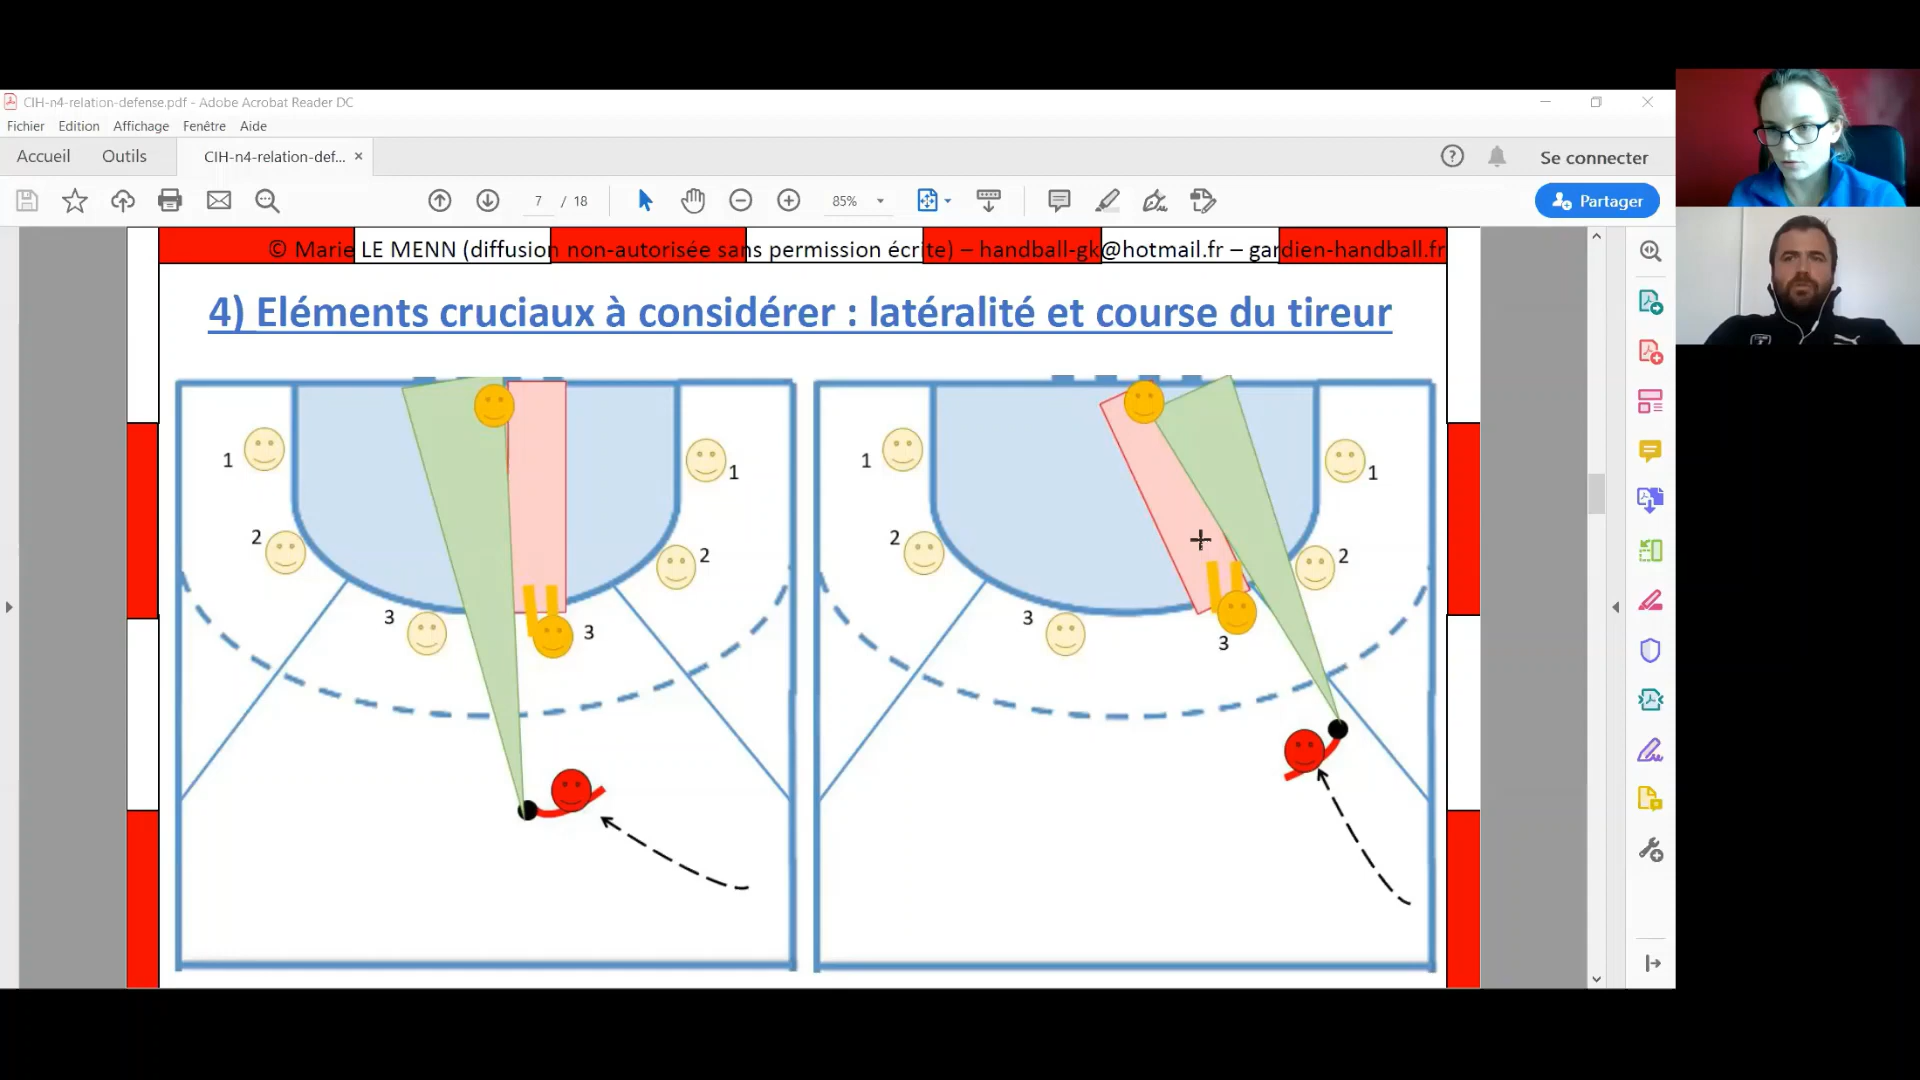 CIH-n4-relation-defense.pdf - Adobe Acrobat Reader DC
Fichier Edition Affichage Fenêtre Aide
Accueil Outils CIH-n4-relation-def... × Se connecter
7 / 18 85% Partager
© Marie LE MENN (diffusion non-autorisée sans permission écrite) – handball-gk@hotmail.fr – gardien-handball.fr
4) Eléments cruciaux à considérer : latéralité et course du tireur
1 1
2 2
3 3
1 1
2 2
3 3